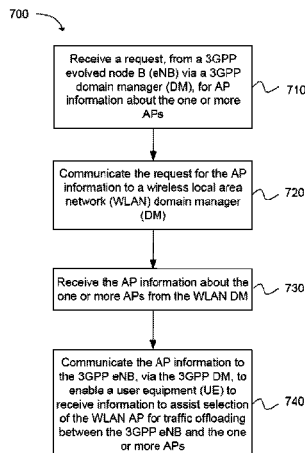 700
Receive a request, from a 3GPP
evolved node B (eNB) via a 3GPP
domain manager (DM), for AP
information about the one or more
APs
710
Communicate the request for the AP
information to a wireless local area
network (WLAN) domain manager
(DM)
720
Receive the AP information about the
one or more APs from the WLAN DM
730
Communicate the AP information to
the 3GPP eNB, via the 3GPP DM, to
enable a user equipment (UE) to
receive information to assist selection
of the WLAN AP for traffic offloading
between the 3GPP eNB and the one
or more APs
740